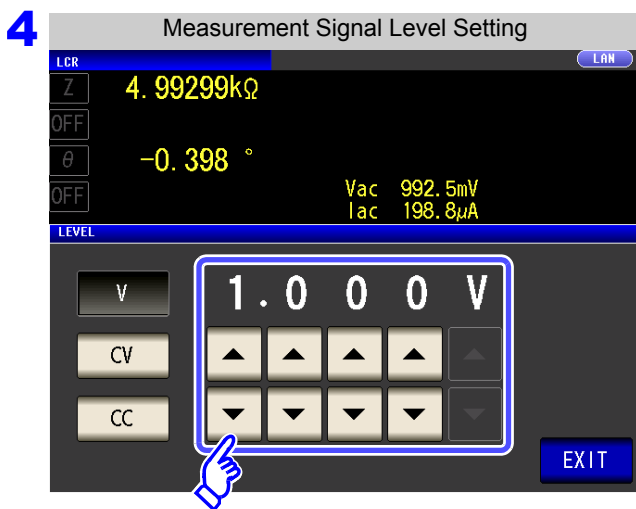 4 Measurement Signal Level Setting
LCR LAN
Z 4.99299kΩ
OFF
θ -0.398 °
OFF Vac 992.5mV
Iac 198.8μA
LEVEL
V 1.000 V
CV
CC
EXIT